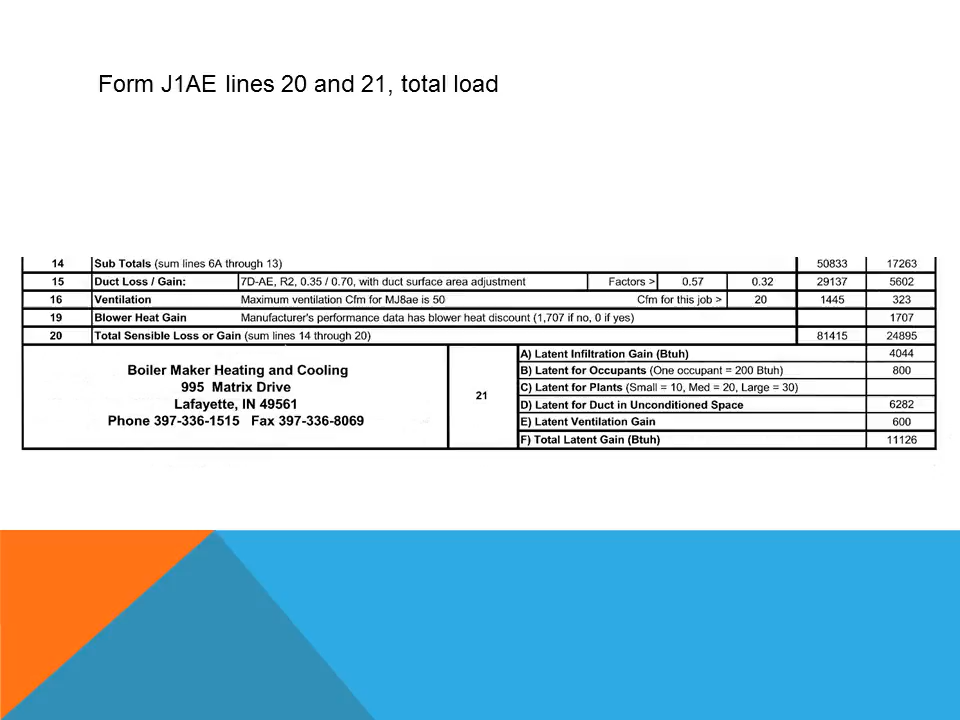 Form J1AE lines 20 and 21, total load
14 Sub Totals (sum lines 6A through 13) 50833 17263
15 Duct Loss / Gain: 7D-AE, R2, 0.35 / 0.70, with duct surface area adjustment Factors > 0.57 0.32 29137 5602
16 Ventilation Maximum ventilation Cfm for MJ8ae is 50 Cfm for this job > 20 1445 323
19 Blower Heat Gain Manufacturer's performance data has blower heat discount (1,707 if no, 0 if yes) 1707
20 Total Sensible Loss or Gain (sum lines 14 through 20) 81415 24895
Boiler Maker Heating and Cooling
995 Matrix Drive
Lafayette, IN 49561
Phone 397-336-1515 Fax 397-336-8069
21
A) Latent Infiltration Gain (Btuh) 4044
B) Latent for Occupants (One occupant = 200 Btuh) 800
C) Latent for Plants (Small = 10, Med = 20, Large = 30)
D) Latent for Duct in Unconditioned Space 6282
E) Latent Ventilation Gain 600
F) Total Latent Gain (Btuh) 11126